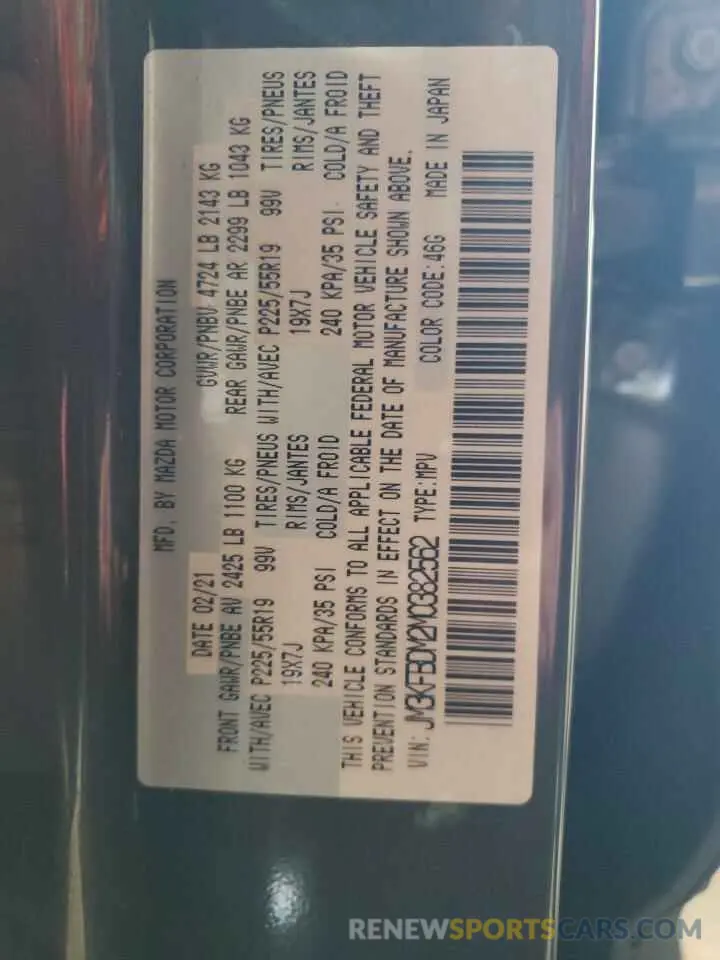 MFD. BY MAZDA MOTOR CORPORATION
DATE 02/21 GVWR/PNBV 4724 LB 2143 KG
FRONT GAWR/PNBE AV 2425 LB 1100 KG REAR GAWR/PNBE AR 2299 LB 1043 KG
WITH/AVEC P225/55R19 99V TIRES/PNEUS WITH/AVEC P225/55R19 99V TIRES/PNEUS
19X7J RIMS/JANTES 19X7J RIMS/JANTES
240 KPA/35 PSI COLD/A FROID 240 KPA/35 PSI COLD/A FROID
THIS VEHICLE CONFORMS TO ALL APPLICABLE FEDERAL MOTOR VEHICLE SAFETY AND THEFT
PREVENTION STANDARDS IN EFFECT ON THE DATE OF MANUFACTURE SHOWN ABOVE.
VIN: JM3KFBDM2M0382562 TYPE:MPV COLOR CODE:46G MADE IN JAPAN
RENEWSPORTSCARS.COM